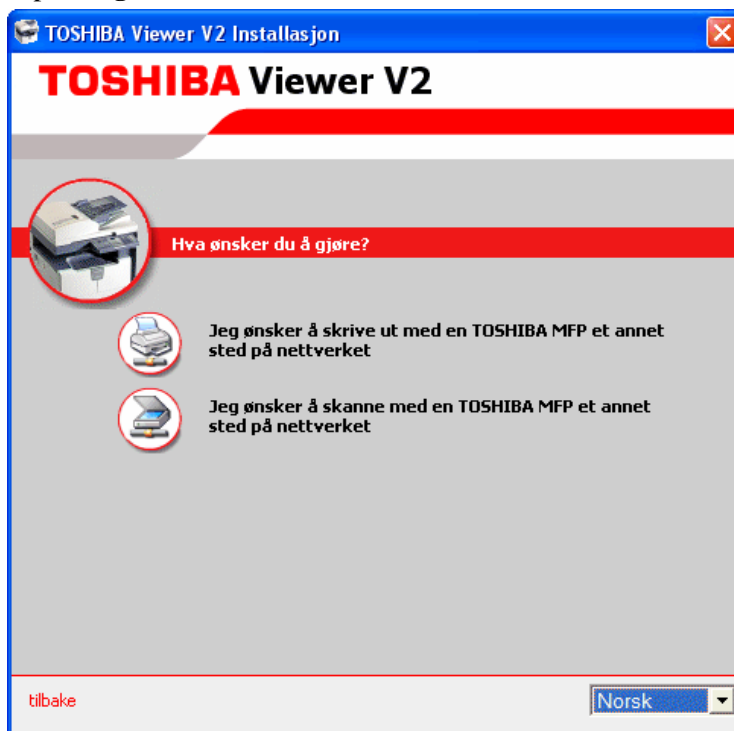 TOSHIBA Viewer V2 Installasjon
TOSHIBA Viewer V2
Hva ønsker du å gjøre?
Jeg ønsker å skrive ut med en TOSHIBA MFP et annet
sted på nettverket
Jeg ønsker å skanne med en TOSHIBA MFP et annet
sted på nettverket
tilbake
Norsk